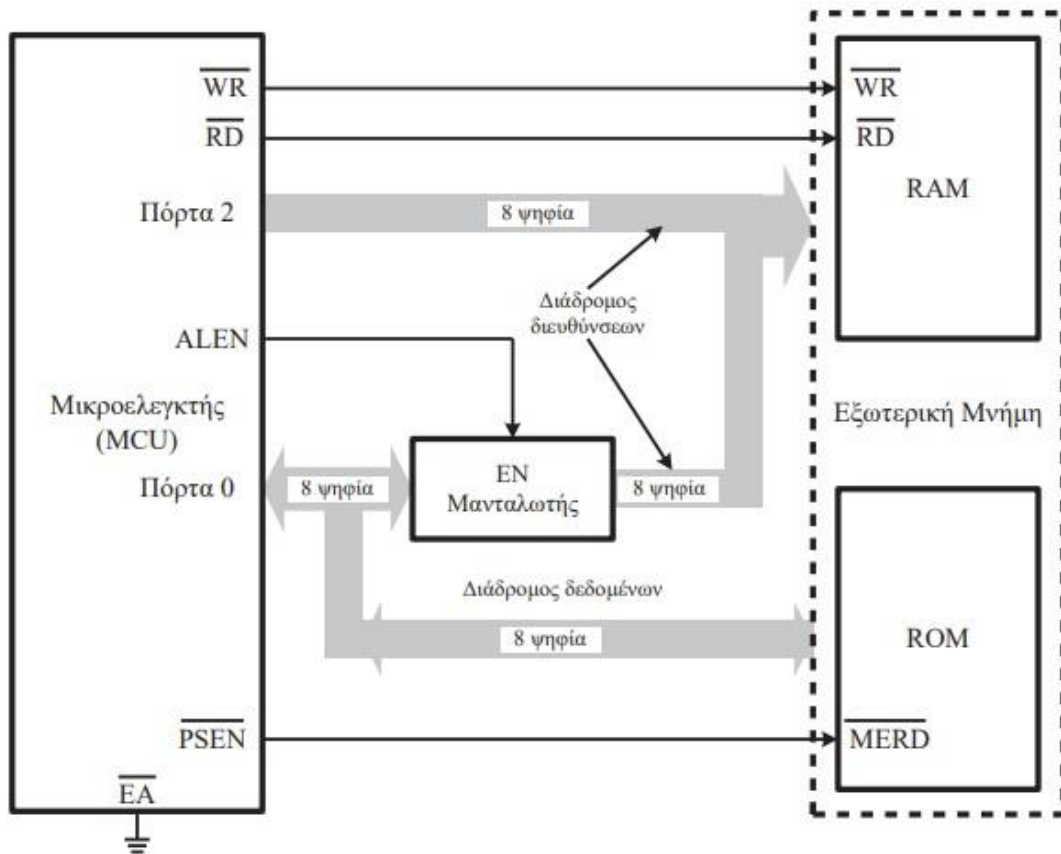 WR
RD
Πόρτα 2
ALEN
Μικροελεγκτής
(MCU)
Πόρτα 0
PSEN
EA
8 ψηφία
Διάδρομος
διευθύνσεων
8 ψηφία
EN
Μανταλωτής
8 ψηφία
Διάδρομος δεδομένων
8 ψηφία
WR
RD
RAM
Εξωτερική Μνήμη
ROM
MERD